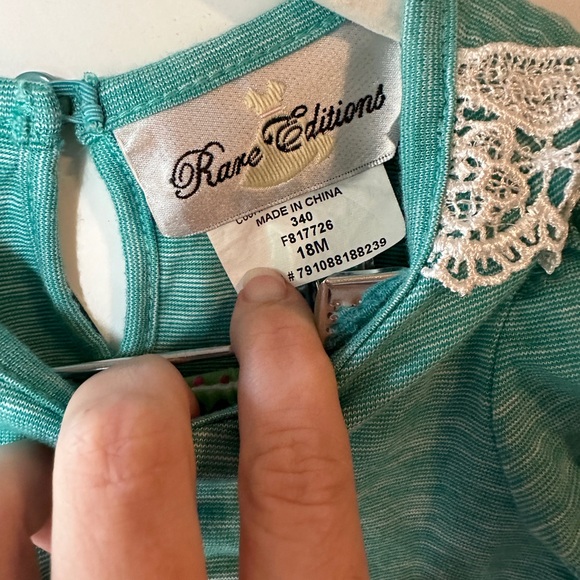 Rare Editions
MADE IN CHINA
340
F817726
18M
#791088188239